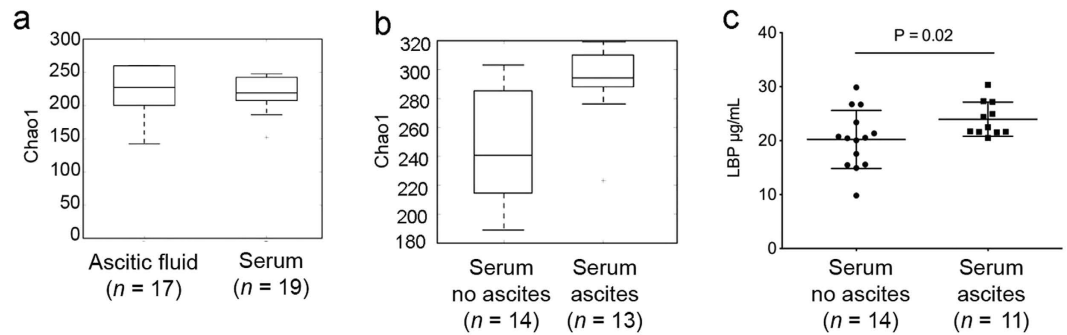 a
Chao1
300
250
200
150
100
50
0
Ascitic fluid
(n = 17)
Serum
(n = 19)
b
Chao1
320
300
280
260
240
220
200
180
Serum
no ascites
(n = 14)
Serum
ascites
(n = 13)
c
P = 0.02
LBP µg/mL
40
30
20
10
0
Serum
no ascites
(n = 14)
Serum
ascites
(n = 11)